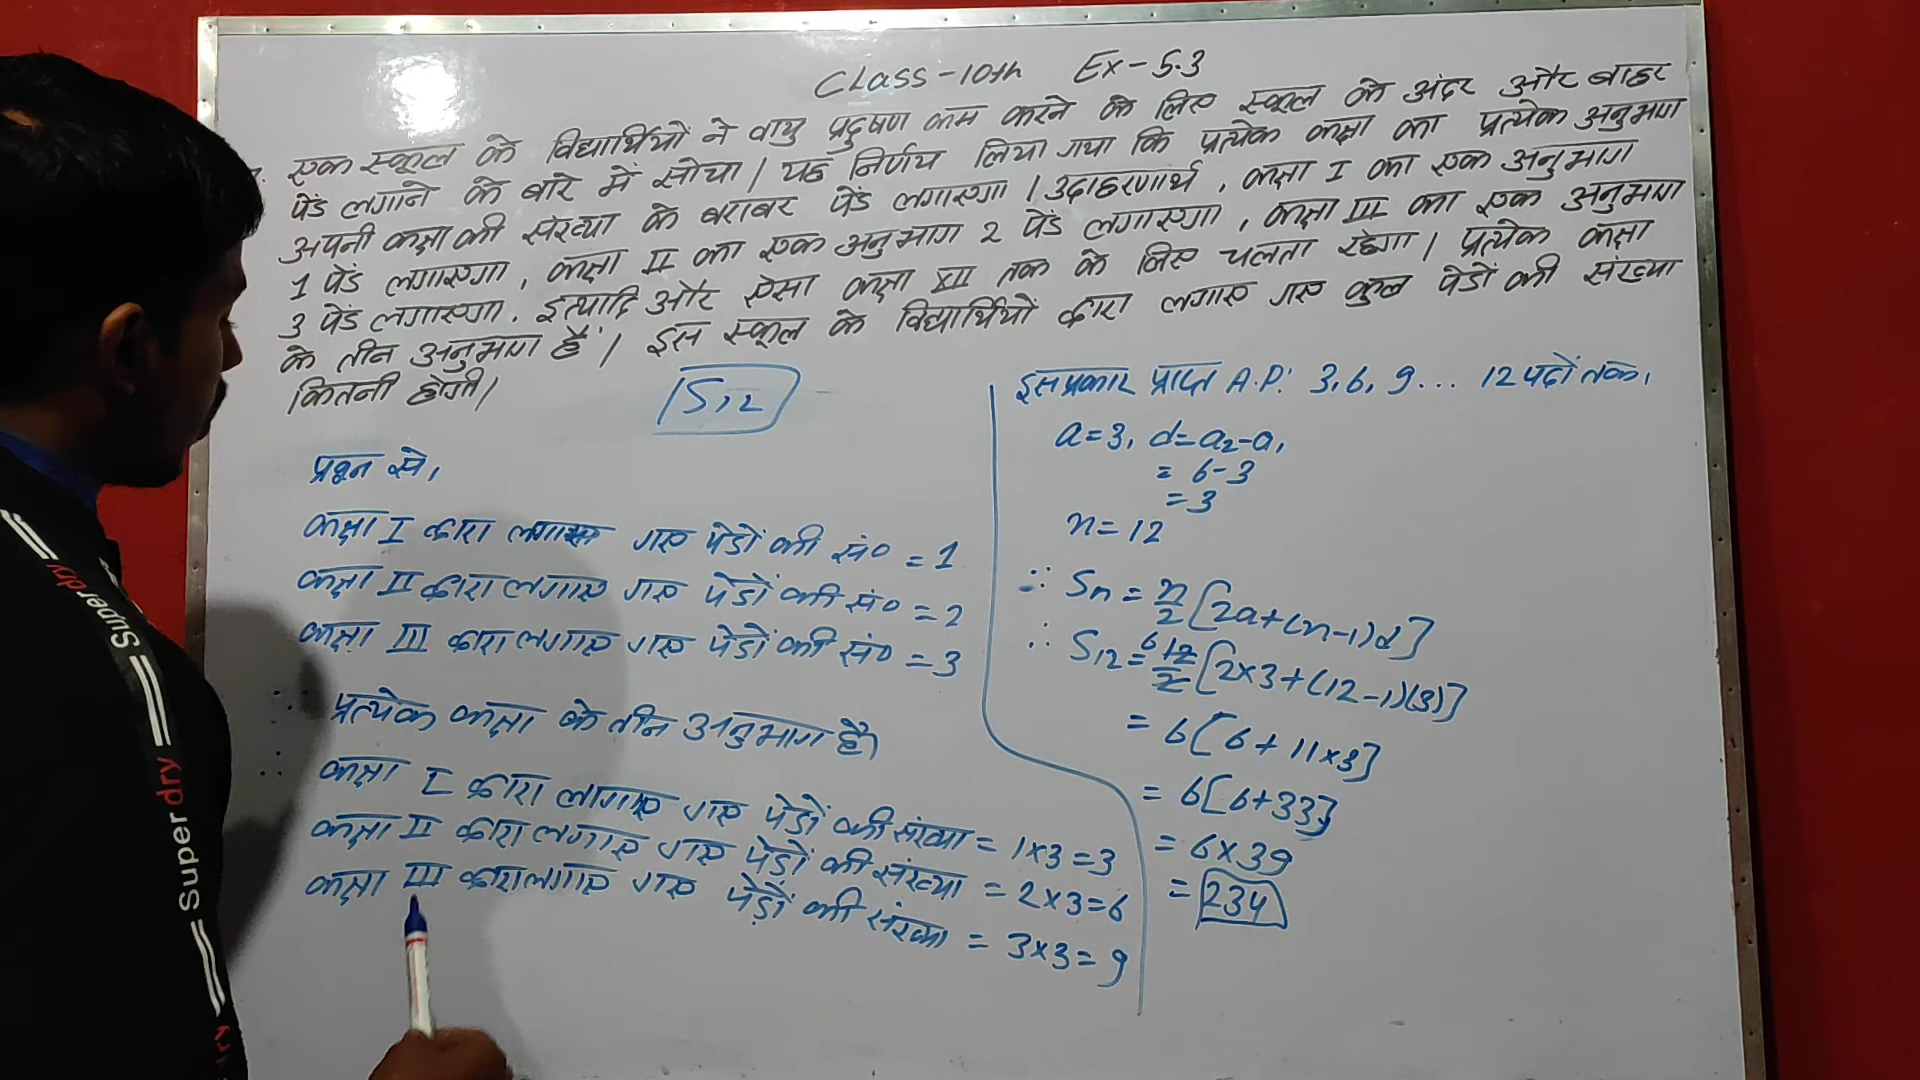 Class-10th Ex-5.3
एक स्कूल के विद्यार्थियों ने वायु प्रदुषण कम करने के लिए स्कूल के अंदर और बाहर
पेंड लगाने के बारे में सोचा। यह निर्णय लिया गया कि प्रत्येक कक्षा का प्रत्येक अनुभाग
अपनी कक्षा की संख्या के बराबर पेंड लगाएगा। उदाहरणार्थ, कक्षा I का एक अनुभाग
1 पेंड लगाएगा, कक्षा II का एक अनुभाग 2 पेंड लगाएगा, कक्षा III का एक अनुभाग
3 पेंड लगाएगा, इत्यादि और ऐसा कक्षा XII तक के लिए चलता रहेगा। प्रत्येक कक्षा
के तीन अनुभाग हैं। इस स्कूल के विद्यार्थियों द्वारा लगाए गए कुल पेडों की संख्या
कितनी होगी।
S12
प्रश्न से,
कक्षा I द्वारा लगाए गए पेडों की सं० = 1
कक्षा II द्वारा लगाए गए पेडों की सं० = 2
कक्षा III द्वारा लगाए गए पेडों की सं० = 3
प्रत्येक कक्षा के तीन अनुभाग है।
∴ कक्षा I द्वारा लागाए गए पेडों की संख्या = 1×3 = 3
कक्षा II द्वारा लगाए गए पेड़ों की संख्या = 2×3=6
कक्षा III द्वारा लगाए गए पेड़ों की संख्या = 3×3=9
इस प्रकार प्राप्त A.P: 3, 6, 9... 12 पदों तक,
a=3, d=a2-a1
= 6-3
=3
n=12
∵ Sn = n/2 [2a+(n-1)d]
∴ S12 = 6 12/2 [2×3+(12-1)(3)]
= 6[6+11×3]
= 6[6+33]
= 6×39
= 234
Superdry
Superdry